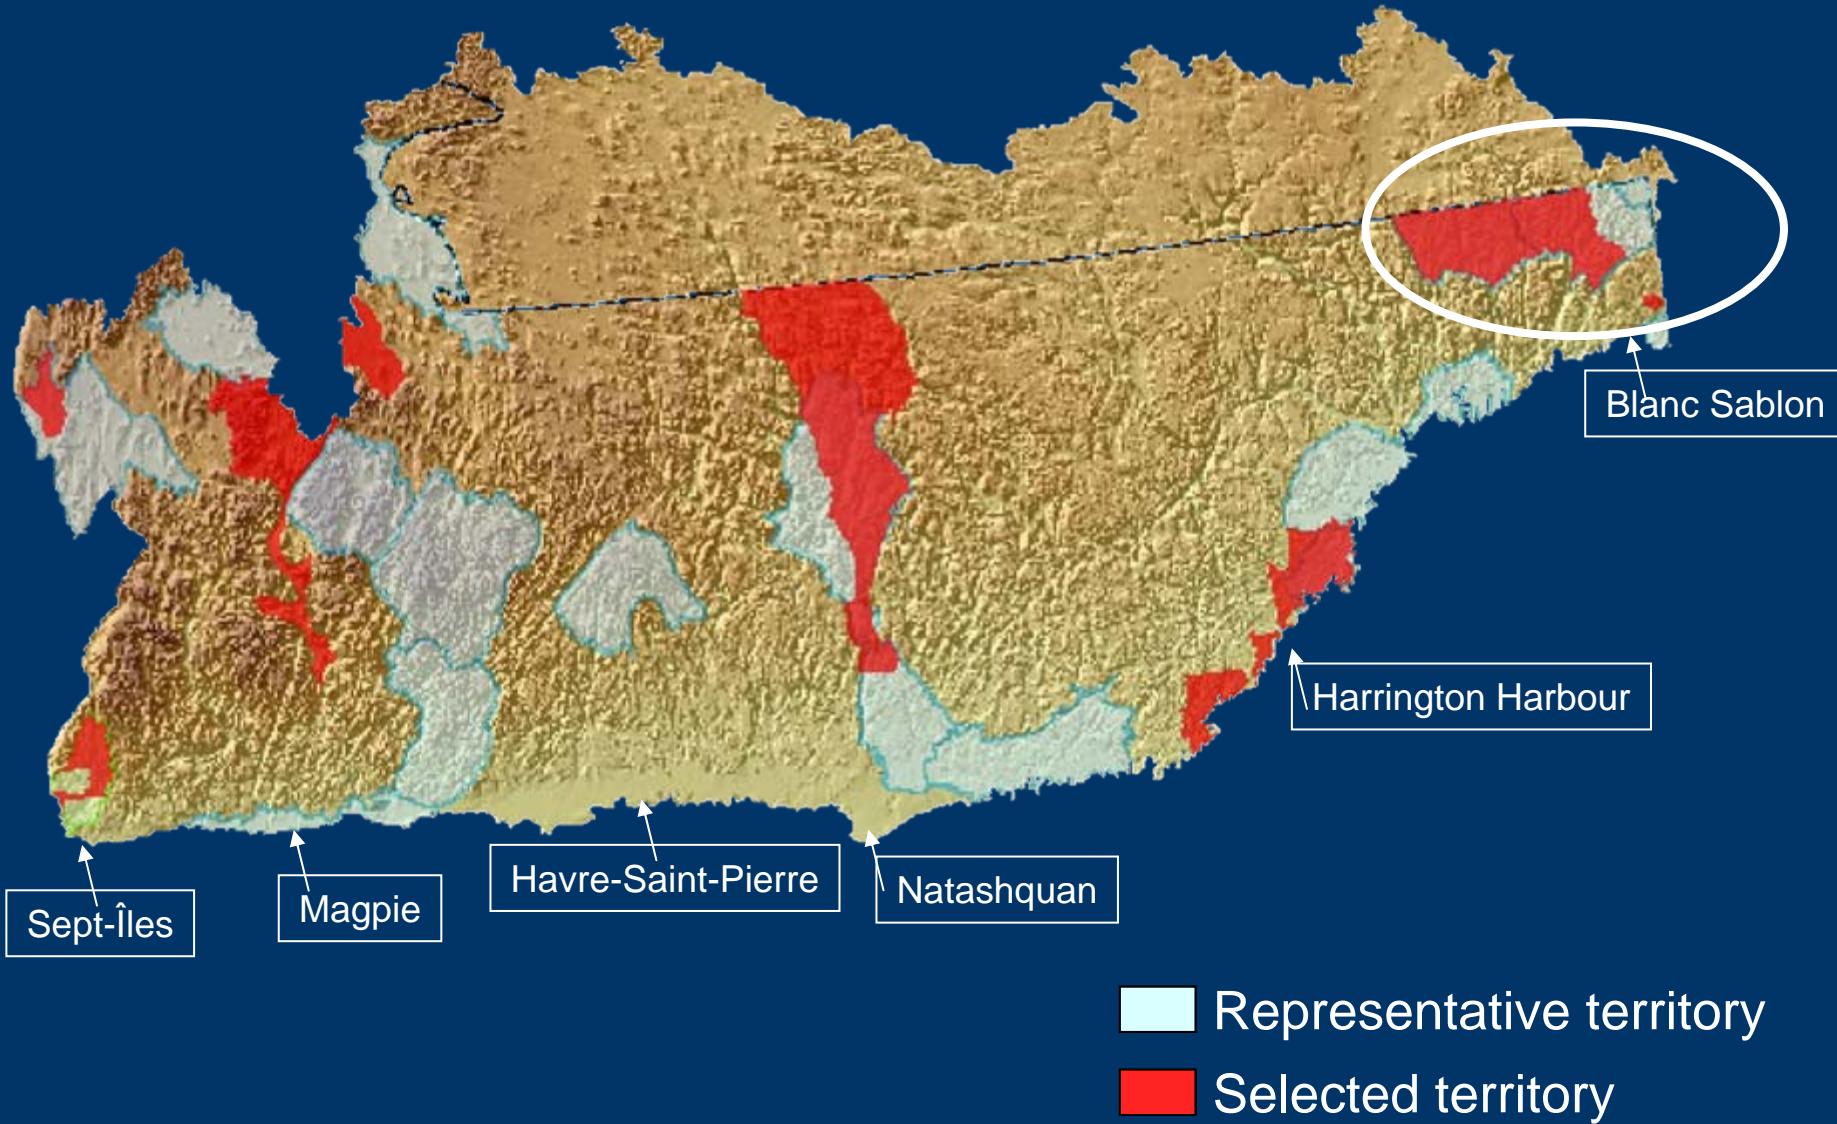 Blanc Sablon
Harrington Harbour
Havre-Saint-Pierre
Natashquan
Magpie
Sept-Îles
Representative territory
Selected territory